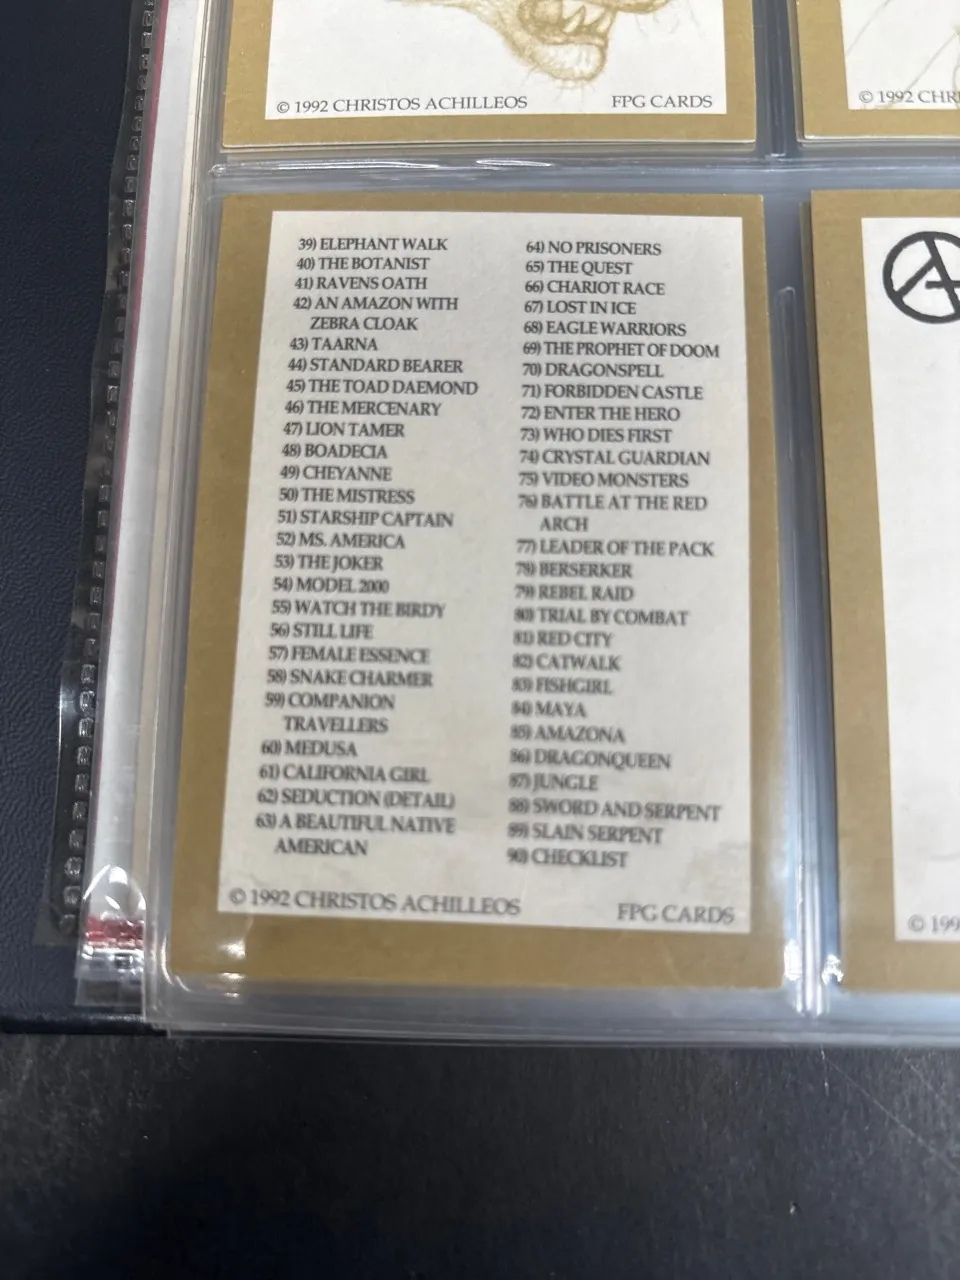 © 1992 CHRISTOS ACHILLEOS FPG CARDS
© 1992 CHR
39) ELEPHANT WALK
40) THE BOTANIST
41) RAVENS OATH
42) AN AMAZON WITH
ZEBRA CLOAK
43) TAARNA
44) STANDARD BEARER
45) THE TOAD DAEMOND
46) THE MERCENARY
47) LION TAMER
48) BOADECIA
49) CHEYANNE
50) THE MISTRESS
51) STARSHIP CAPTAIN
52) MS. AMERICA
53) THE JOKER
54) MODEL 2000
55) WATCH THE BIRDY
56) STILL LIFE
57) FEMALE ESSENCE
58) SNAKE CHARMER
59) COMPANION
TRAVELLERS
60) MEDUSA
61) CALIFORNIA GIRL
62) SEDUCTION (DETAIL)
63) A BEAUTIFUL NATIVE
AMERICAN
64) NO PRISONERS
65) THE QUEST
66) CHARIOT RACE
67) LOST IN ICE
68) EAGLE WARRIORS
69) THE PROPHET OF DOOM
70) DRAGONSPELL
71) FORBIDDEN CASTLE
72) ENTER THE HERO
73) WHO DIES FIRST
74) CRYSTAL GUARDIAN
75) VIDEO MONSTERS
76) BATTLE AT THE RED
ARCH
77) LEADER OF THE PACK
78) BERSERKER
79) REBEL RAID
80) TRIAL BY COMBAT
81) RED CITY
82) CATWALK
83) FISHGIRL
84) MAYA
85) AMAZONA
86) DRAGONQUEEN
87) JUNGLE
88) SWORD AND SERPENT
89) SLAIN SERPENT
90) CHECKLIST
© 1992 CHRISTOS ACHILLEOS FPG CARDS
© 199